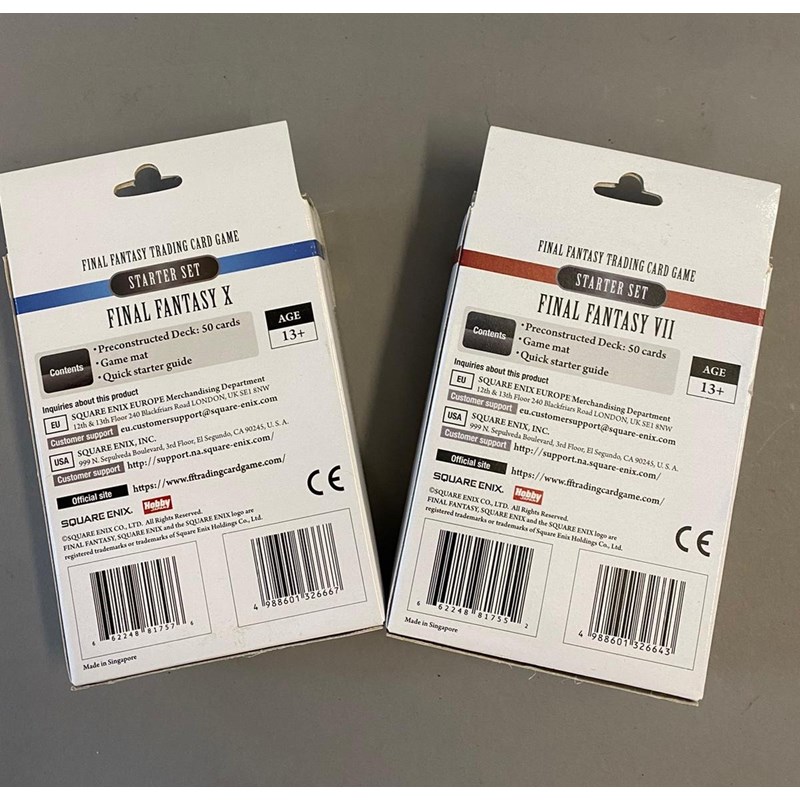 FINAL FANTASY TRADING CARD GAME
STARTER SET
FINAL FANTASY X
AGE
13+
Contents
・Preconstructed Deck: 50 cards
・Game mat
・Quick starter guide
Inquiries about this product
EU
SQUARE ENIX EUROPE Merchandising Department
12th & 13th Floor 240 Blackfriars Road LONDON, UK SE1 8NW
Customer support eu.customersupport@square-enix.com
USA
SQUARE ENIX, INC.
999 N. Sepulveda Boulevard, 3rd Floor, El Segundo, CA 90245, U. S. A.
Customer support http://support.na.square-enix.com/
Official site https://www.fftradingcardgame.com/
CE
SQUARE ENIX. Hobby
©SQUARE ENIX CO., LTD. All Rights Reserved.
FINAL FANTASY, SQUARE ENIX and the SQUARE ENIX logo are
registered trademarks or trademarks of Square Enix Holdings Co., Ltd.
6 62248 81757 6
4 988601 326667
Made in Singapore
FINAL FANTASY TRADING CARD GAME
STARTER SET
FINAL FANTASY VII
AGE
13+
Contents
・Preconstructed Deck: 50 cards
・Game mat
・Quick starter guide
Inquiries about this product
EU
SQUARE ENIX EUROPE Merchandising Department
12th & 13th Floor 240 Blackfriars Road LONDON, UK SE1 8NW
Customer support eu.customersupport@square-enix.com
USA
SQUARE ENIX, INC.
999 N. Sepulveda Boulevard, 3rd Floor, El Segundo, CA 90245, U. S. A.
Customer support http://support.na.square-enix.com/
Official site https://www.fftradingcardgame.com/
CE
SQUARE ENIX. Hobby
©SQUARE ENIX CO., LTD. All Rights Reserved.
FINAL FANTASY, SQUARE ENIX and the SQUARE ENIX logo are
registered trademarks or trademarks of Square Enix Holdings Co., Ltd.
6 62248 81755 2
4 988601 326643
Made in Singapore